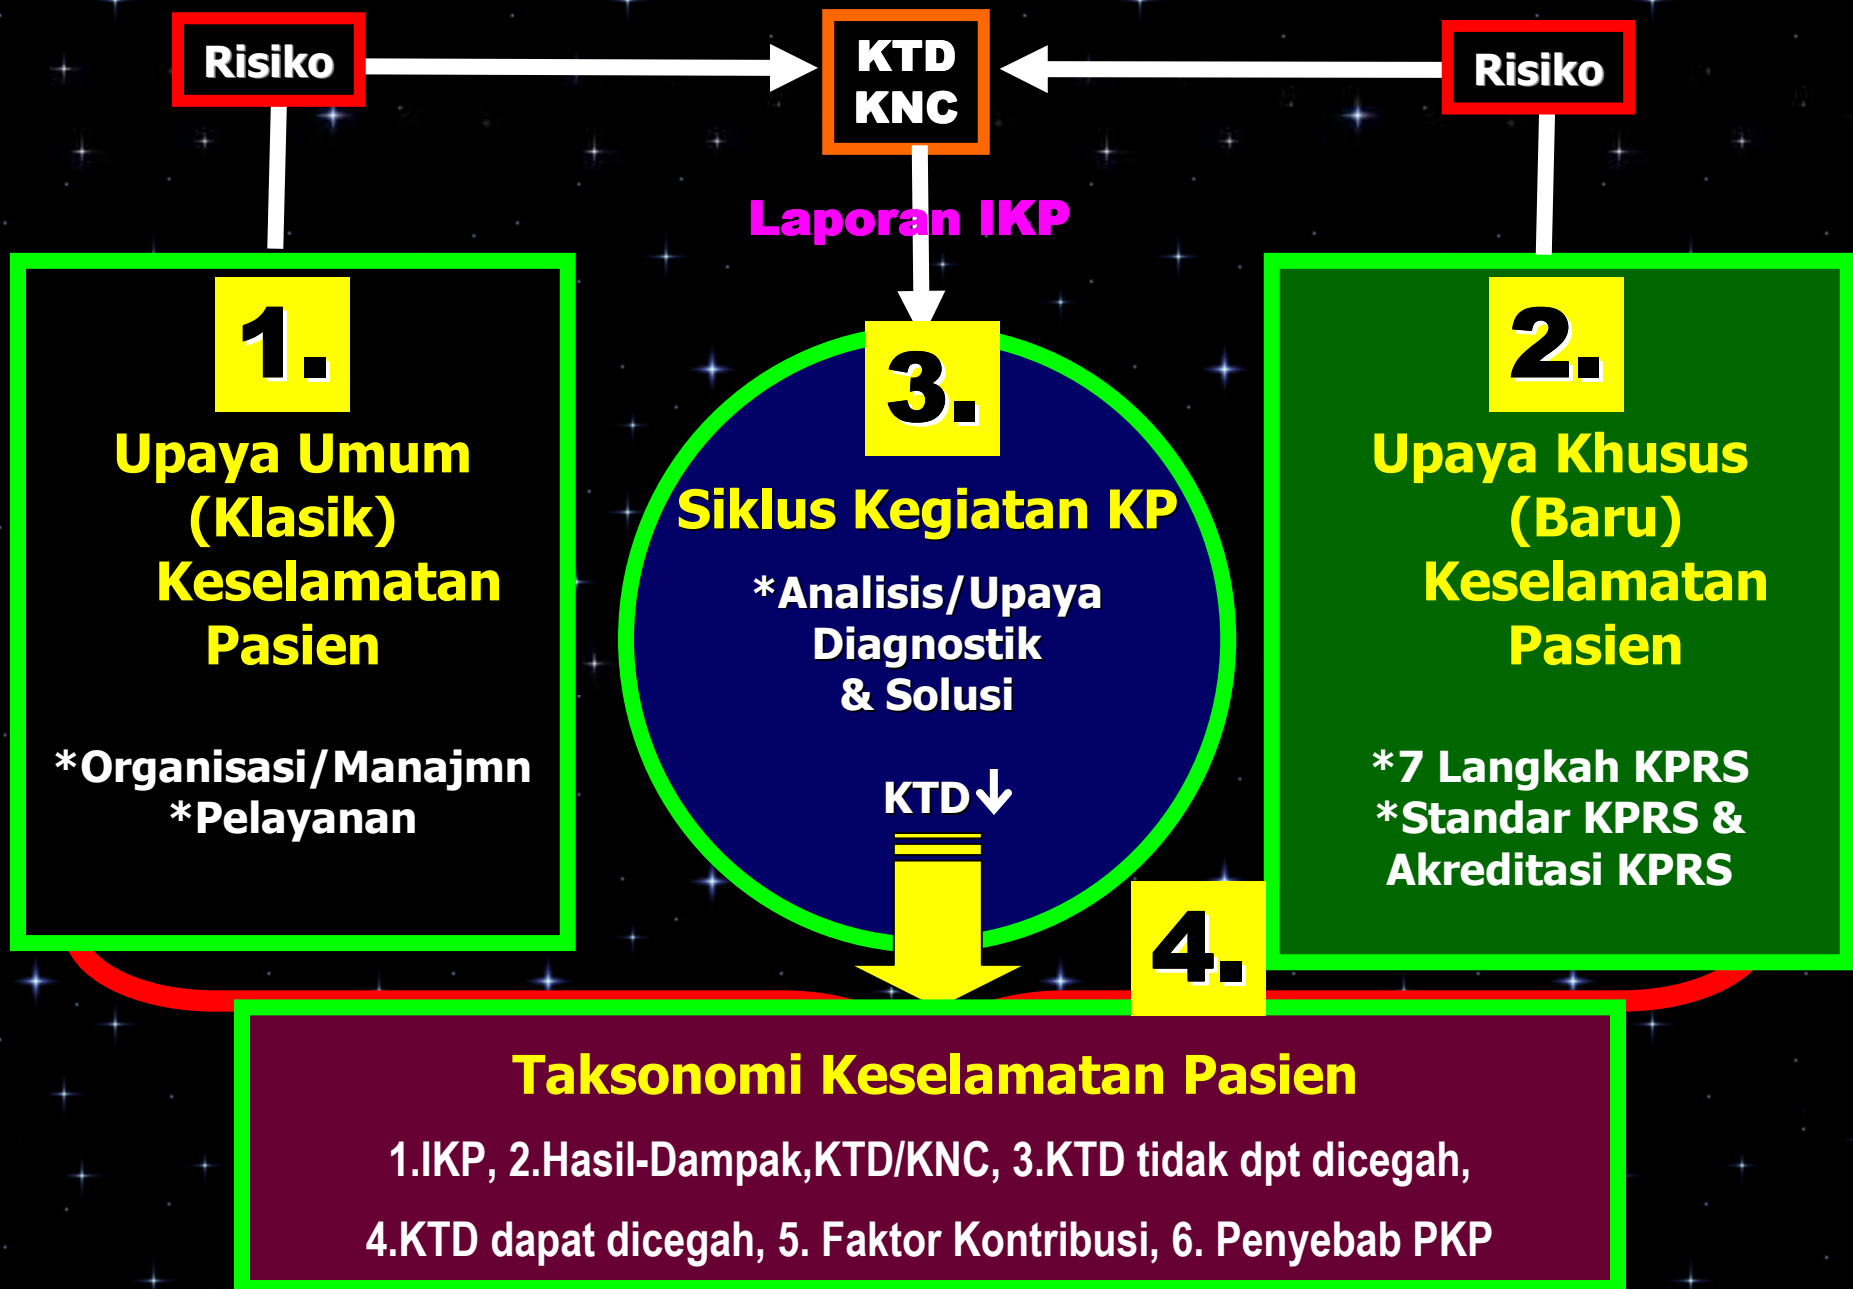 Risiko
KTD
KNC
Risiko
Laporan IKP
1.
Upaya Umum
(Klasik)
Keselamatan
Pasien
*Organisasi/Manajmn
*Pelayanan
3.
Siklus Kegiatan KP
*Analisis/Upaya
Diagnostik
& Solusi
KTD↓
2.
Upaya Khusus
(Baru)
Keselamatan
Pasien
*7 Langkah KPRS
*Standar KPRS &
Akreditasi KPRS
4.
Taksonomi Keselamatan Pasien
1.IKP, 2.Hasil-Dampak,KTD/KNC, 3.KTD tidak dpt dicegah,
4.KTD dapat dicegah, 5. Faktor Kontribusi, 6. Penyebab PKP